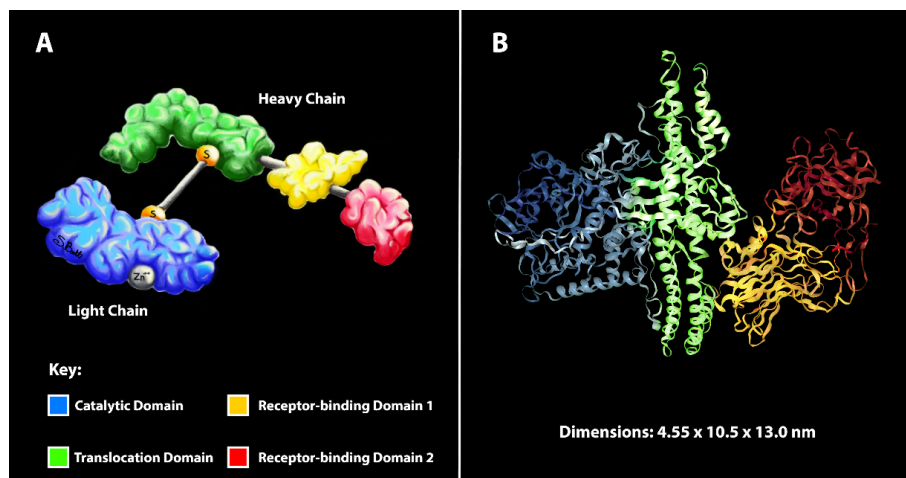 A
Heavy Chain
S
S
S. Butt
Zn++
Light Chain
Key:
Catalytic Domain
Receptor-binding Domain 1
Translocation Domain
Receptor-binding Domain 2
B
Dimensions: 4.55 x 10.5 x 13.0 nm